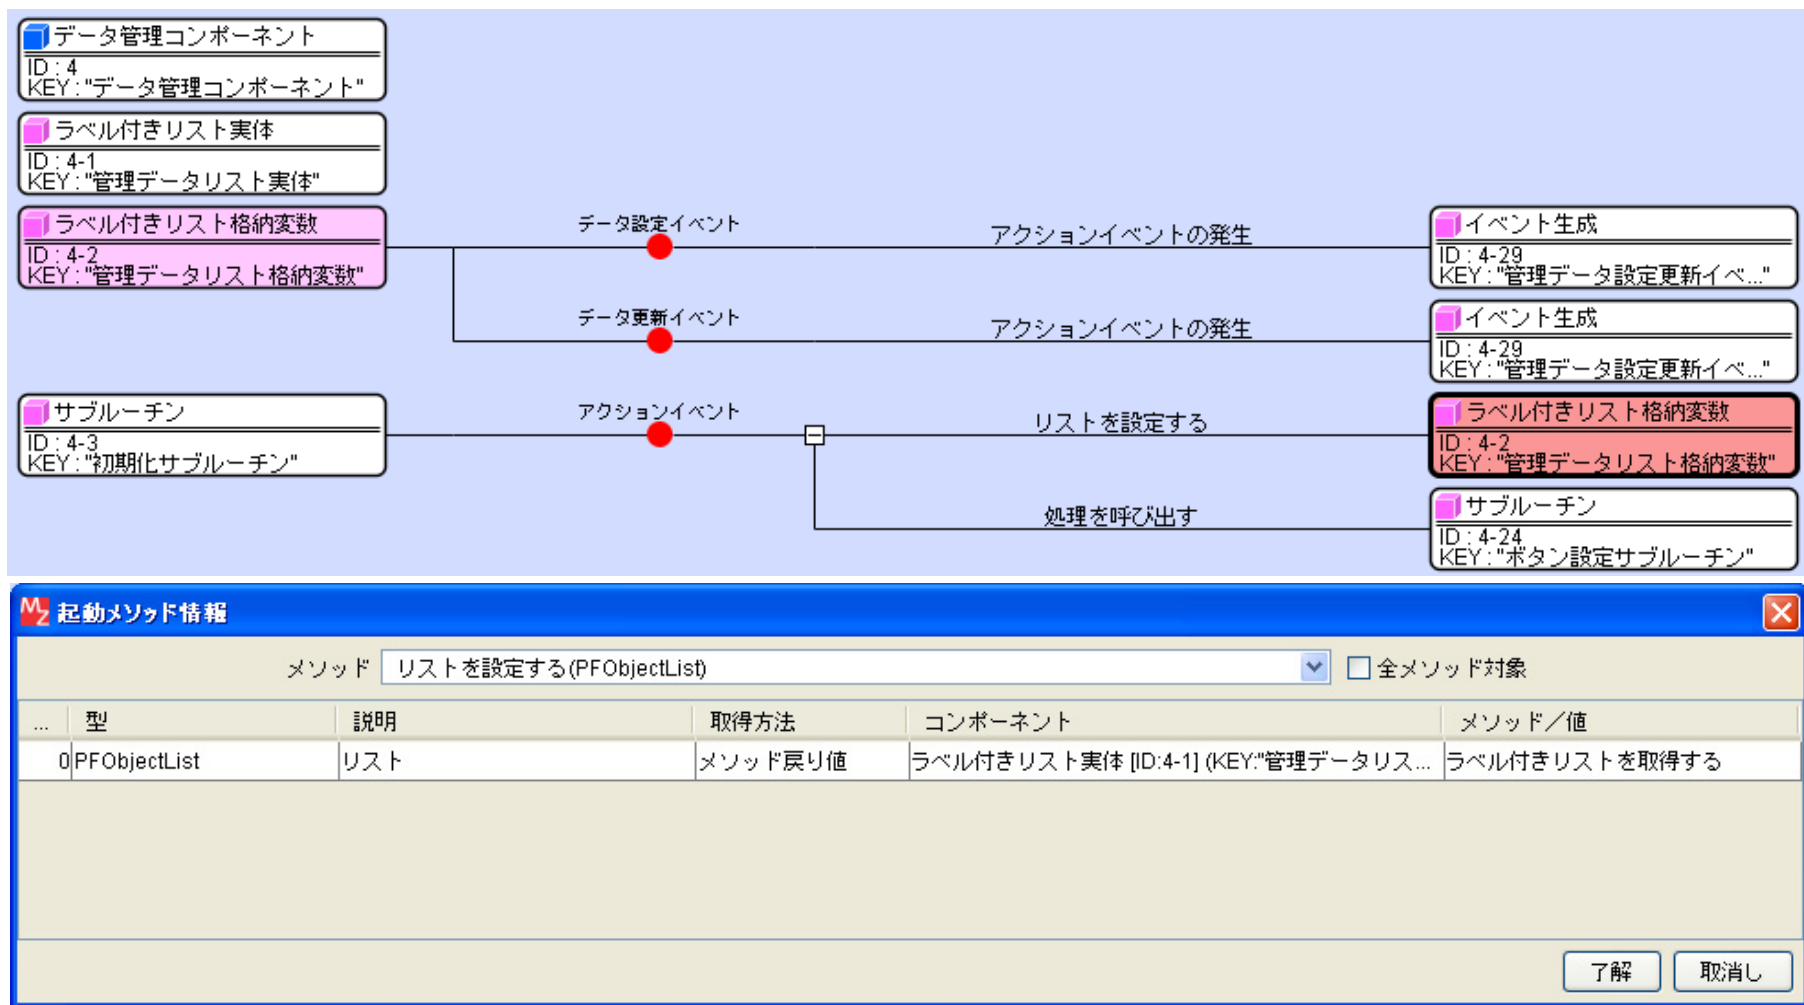 データ管理コンポーネント
ID : 4
KEY : "データ管理コンポーネント"
ラベル付きリスト実体
ID : 4-1
KEY : "管理データリスト実体"
ラベル付きリスト格納変数
ID : 4-2
KEY : "管理データリスト格納変数"
データ設定イベント
アクションイベントの発生
イベント生成
ID : 4-29
KEY : "管理データ設定更新イベ..."
データ更新イベント
アクションイベントの発生
イベント生成
ID : 4-29
KEY : "管理データ設定更新イベ..."
サブルーチン
ID : 4-3
KEY : "初期化サブルーチン"
アクションイベント
リストを設定する
ラベル付きリスト格納変数
ID : 4-2
KEY : "管理データリスト格納変数"
処理を呼び出す
サブルーチン
ID : 4-24
KEY : "ボタン設定サブルーチン"
MZ 起動メソッド情報
メソッド リストを設定する(PFObjectList) 全メソッド対象
... 型 説明 取得方法 コンポーネント メソッド／値
0 PFObjectList リスト メソッド戻り値 ラベル付きリスト実体 [ID:4-1] (KEY:"管理データリス... ラベル付きリストを取得する
了解 取消し